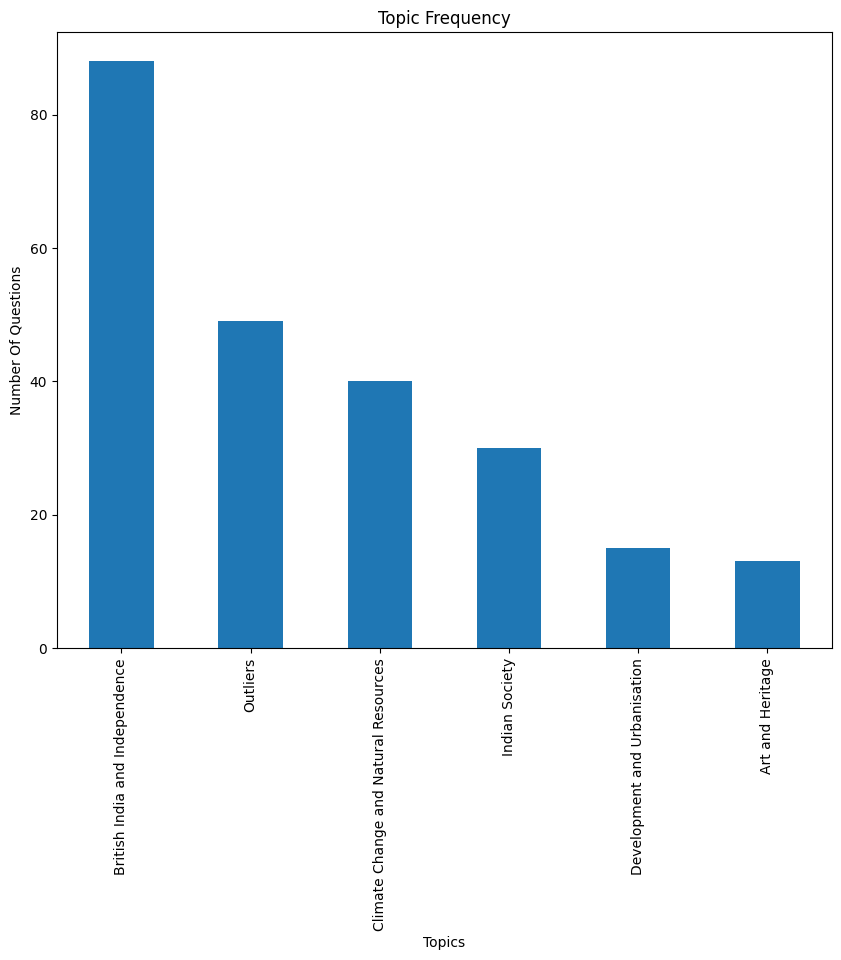 Topic Frequency
Number Of Questions
80
60
40
20
0
British India and Independence
Outliers
Climate Change and Natural Resources
Indian Society
Development and Urbanisation
Art and Heritage
Topics